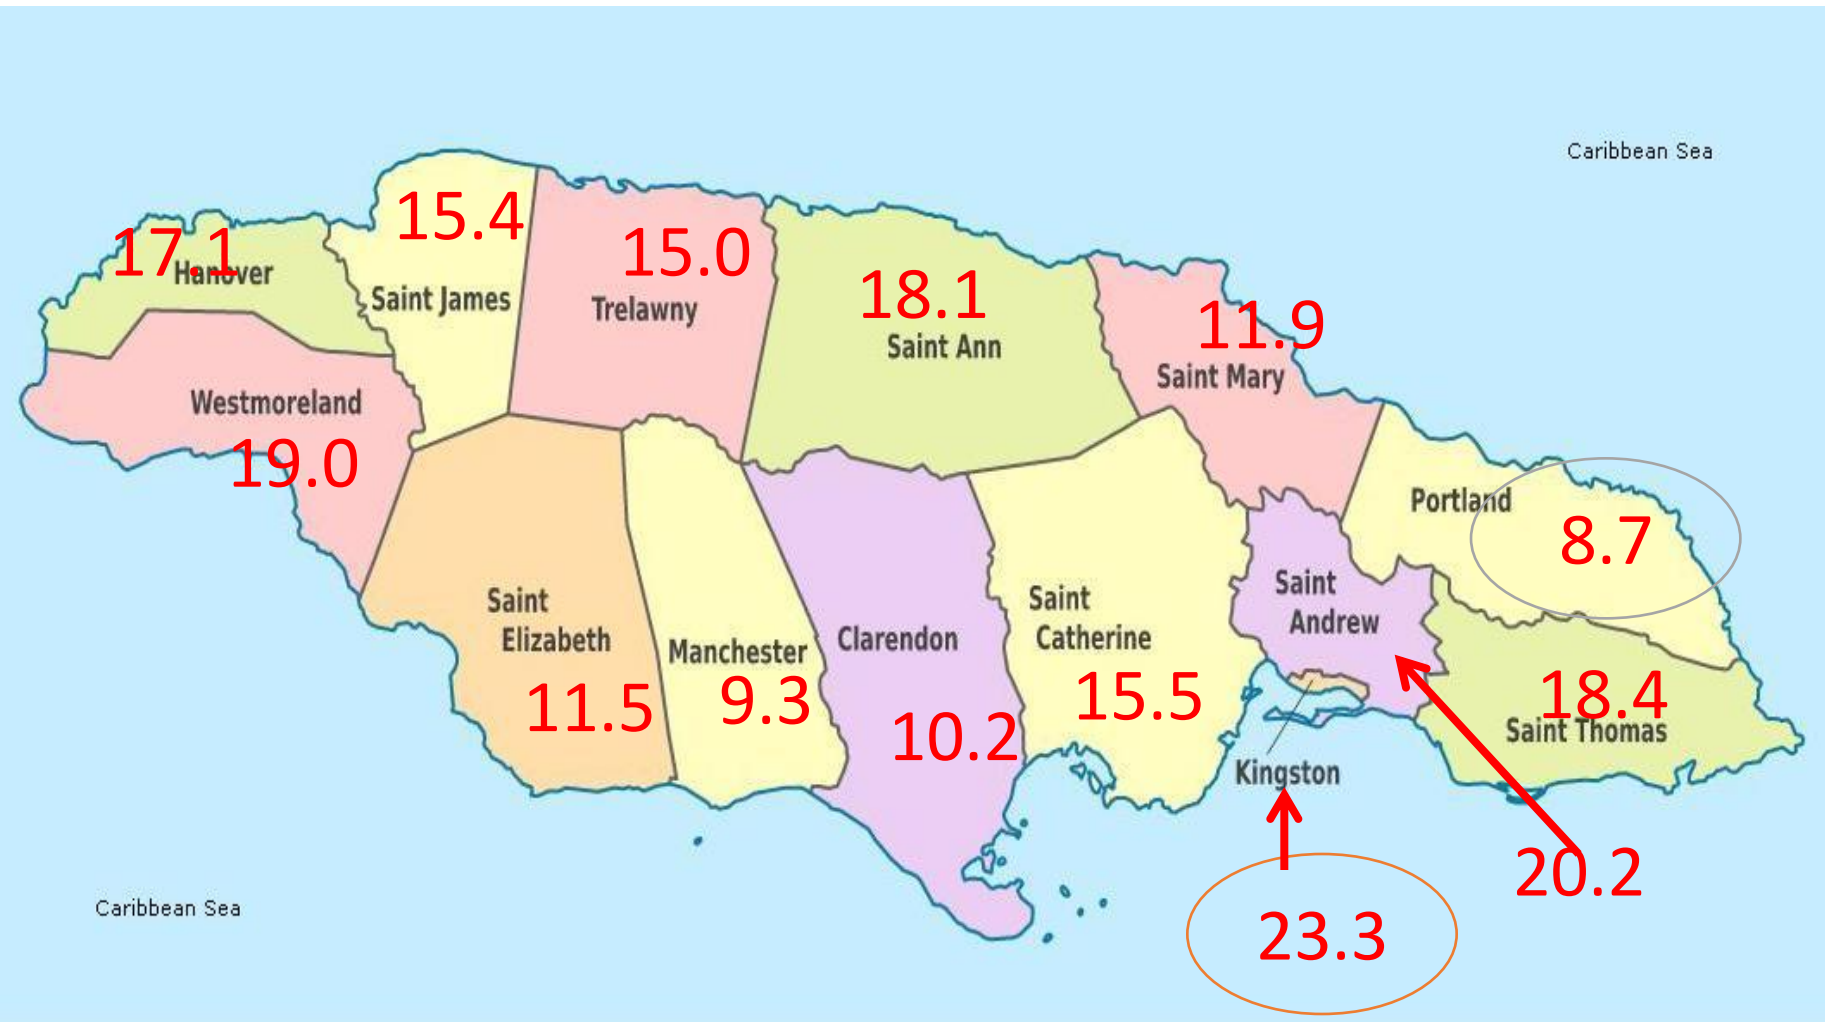 Caribbean Sea
15.4
17.1
Hanover
Saint James
15.0
Trelawny
18.1
Saint Ann
11.9
Saint Mary
Westmoreland
19.0
Portland
8.7
Saint
Elizabeth
11.5
Manchester
9.3
Clarendon
10.2
Saint
Catherine
15.5
Saint
Andrew
18.4
Saint Thomas
Kingston
20.2
23.3
Caribbean Sea